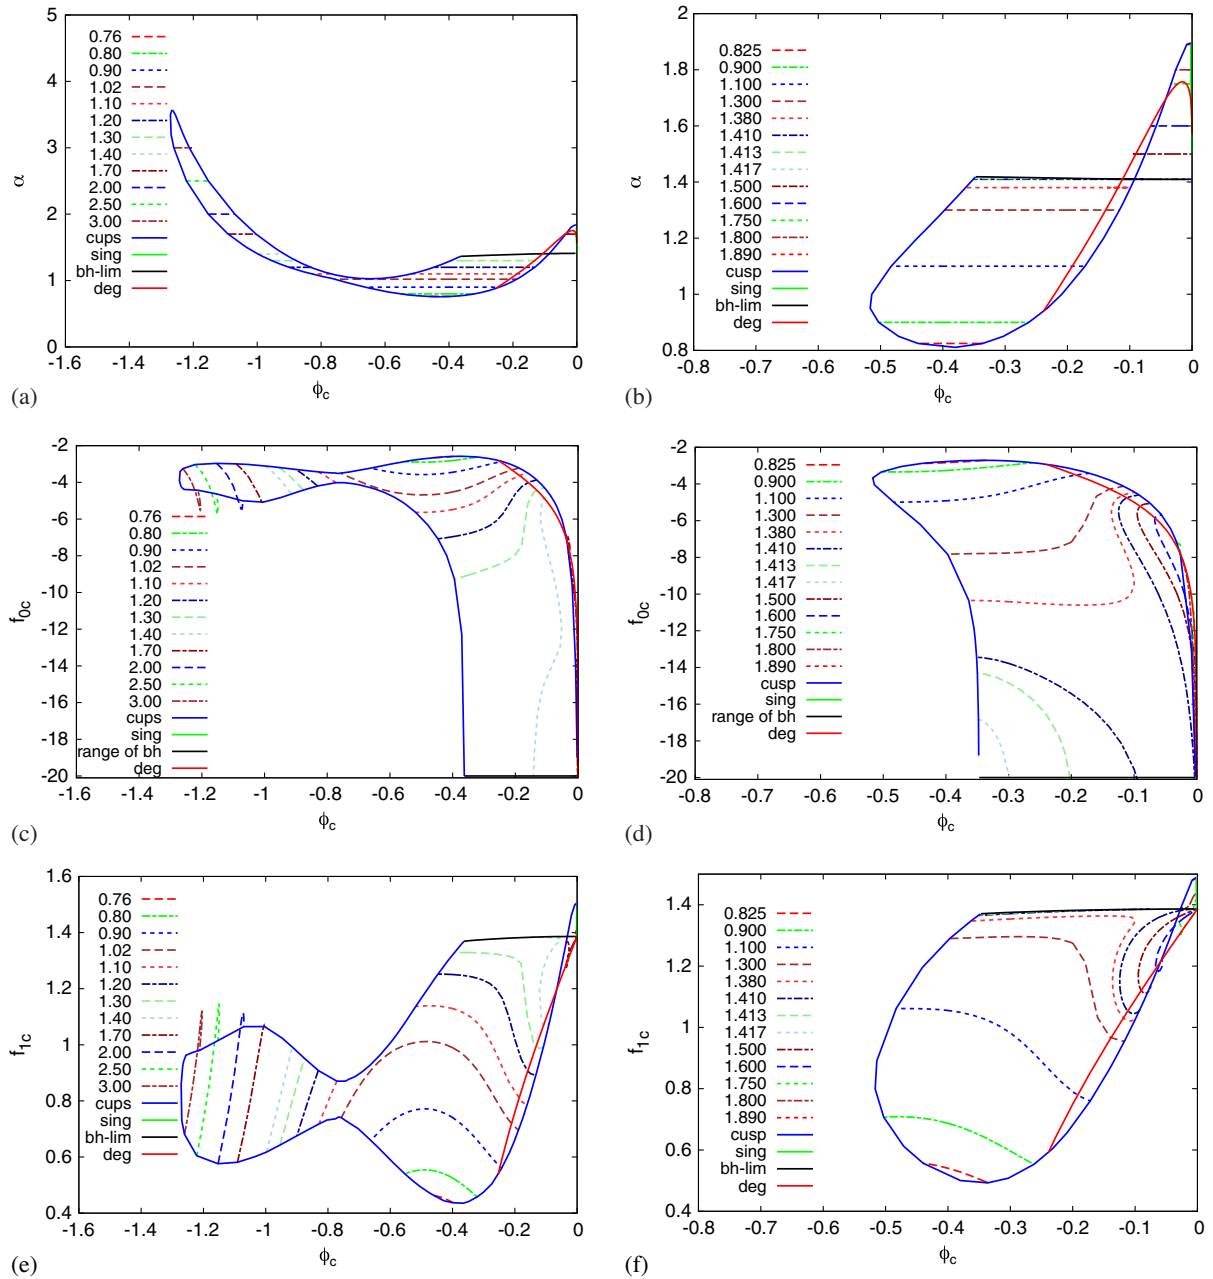 5
4
3
2
1
0
α
0.76
0.80
0.90
1.02
1.10
1.20
1.30
1.40
1.70
2.00
2.50
3.00
cups
sing
bh-lim
deg
-1.6 -1.4 -1.2 -1 -0.8 -0.6 -0.4 -0.2 0
(a)
ϕc
2
1.8
1.6
1.4
1.2
1
0.8
α
0.825
0.900
1.100
1.300
1.380
1.410
1.413
1.417
1.500
1.600
1.750
1.800
1.890
cusp
sing
bh-lim
deg
-0.8 -0.7 -0.6 -0.5 -0.4 -0.3 -0.2 -0.1 0
(b)
ϕc
-2
-4
-6
-8
-10
-12
-14
-16
-18
-20
f0c
0.76
0.80
0.90
1.02
1.10
1.20
1.30
1.40
1.70
2.00
2.50
3.00
cups
sing
range of bh
deg
-1.6 -1.4 -1.2 -1 -0.8 -0.6 -0.4 -0.2 0
(c)
ϕc
-2
-4
-6
-8
-10
-12
-14
-16
-18
-20
f0c
0.825
0.900
1.100
1.300
1.380
1.410
1.413
1.417
1.500
1.600
1.750
1.800
1.890
cusp
sing
range of bh
deg
-0.8 -0.7 -0.6 -0.5 -0.4 -0.3 -0.2 -0.1 0
(d)
ϕc
1.6
1.4
1.2
1
0.8
0.6
0.4
f1c
0.76
0.80
0.90
1.02
1.10
1.20
1.30
1.40
1.70
2.00
2.50
3.00
cups
sing
bh-lim
deg
-1.6 -1.4 -1.2 -1 -0.8 -0.6 -0.4 -0.2 0
(e)
ϕc
1.4
1.2
1
0.8
0.6
0.4
f1c
0.825
0.900
1.100
1.300
1.380
1.410
1.413
1.417
1.500
1.600
1.750
1.800
1.890
cusp
sing
bh-lim
deg
-0.8 -0.7 -0.6 -0.5 -0.4 -0.3 -0.2 -0.1 0
(f)
ϕc